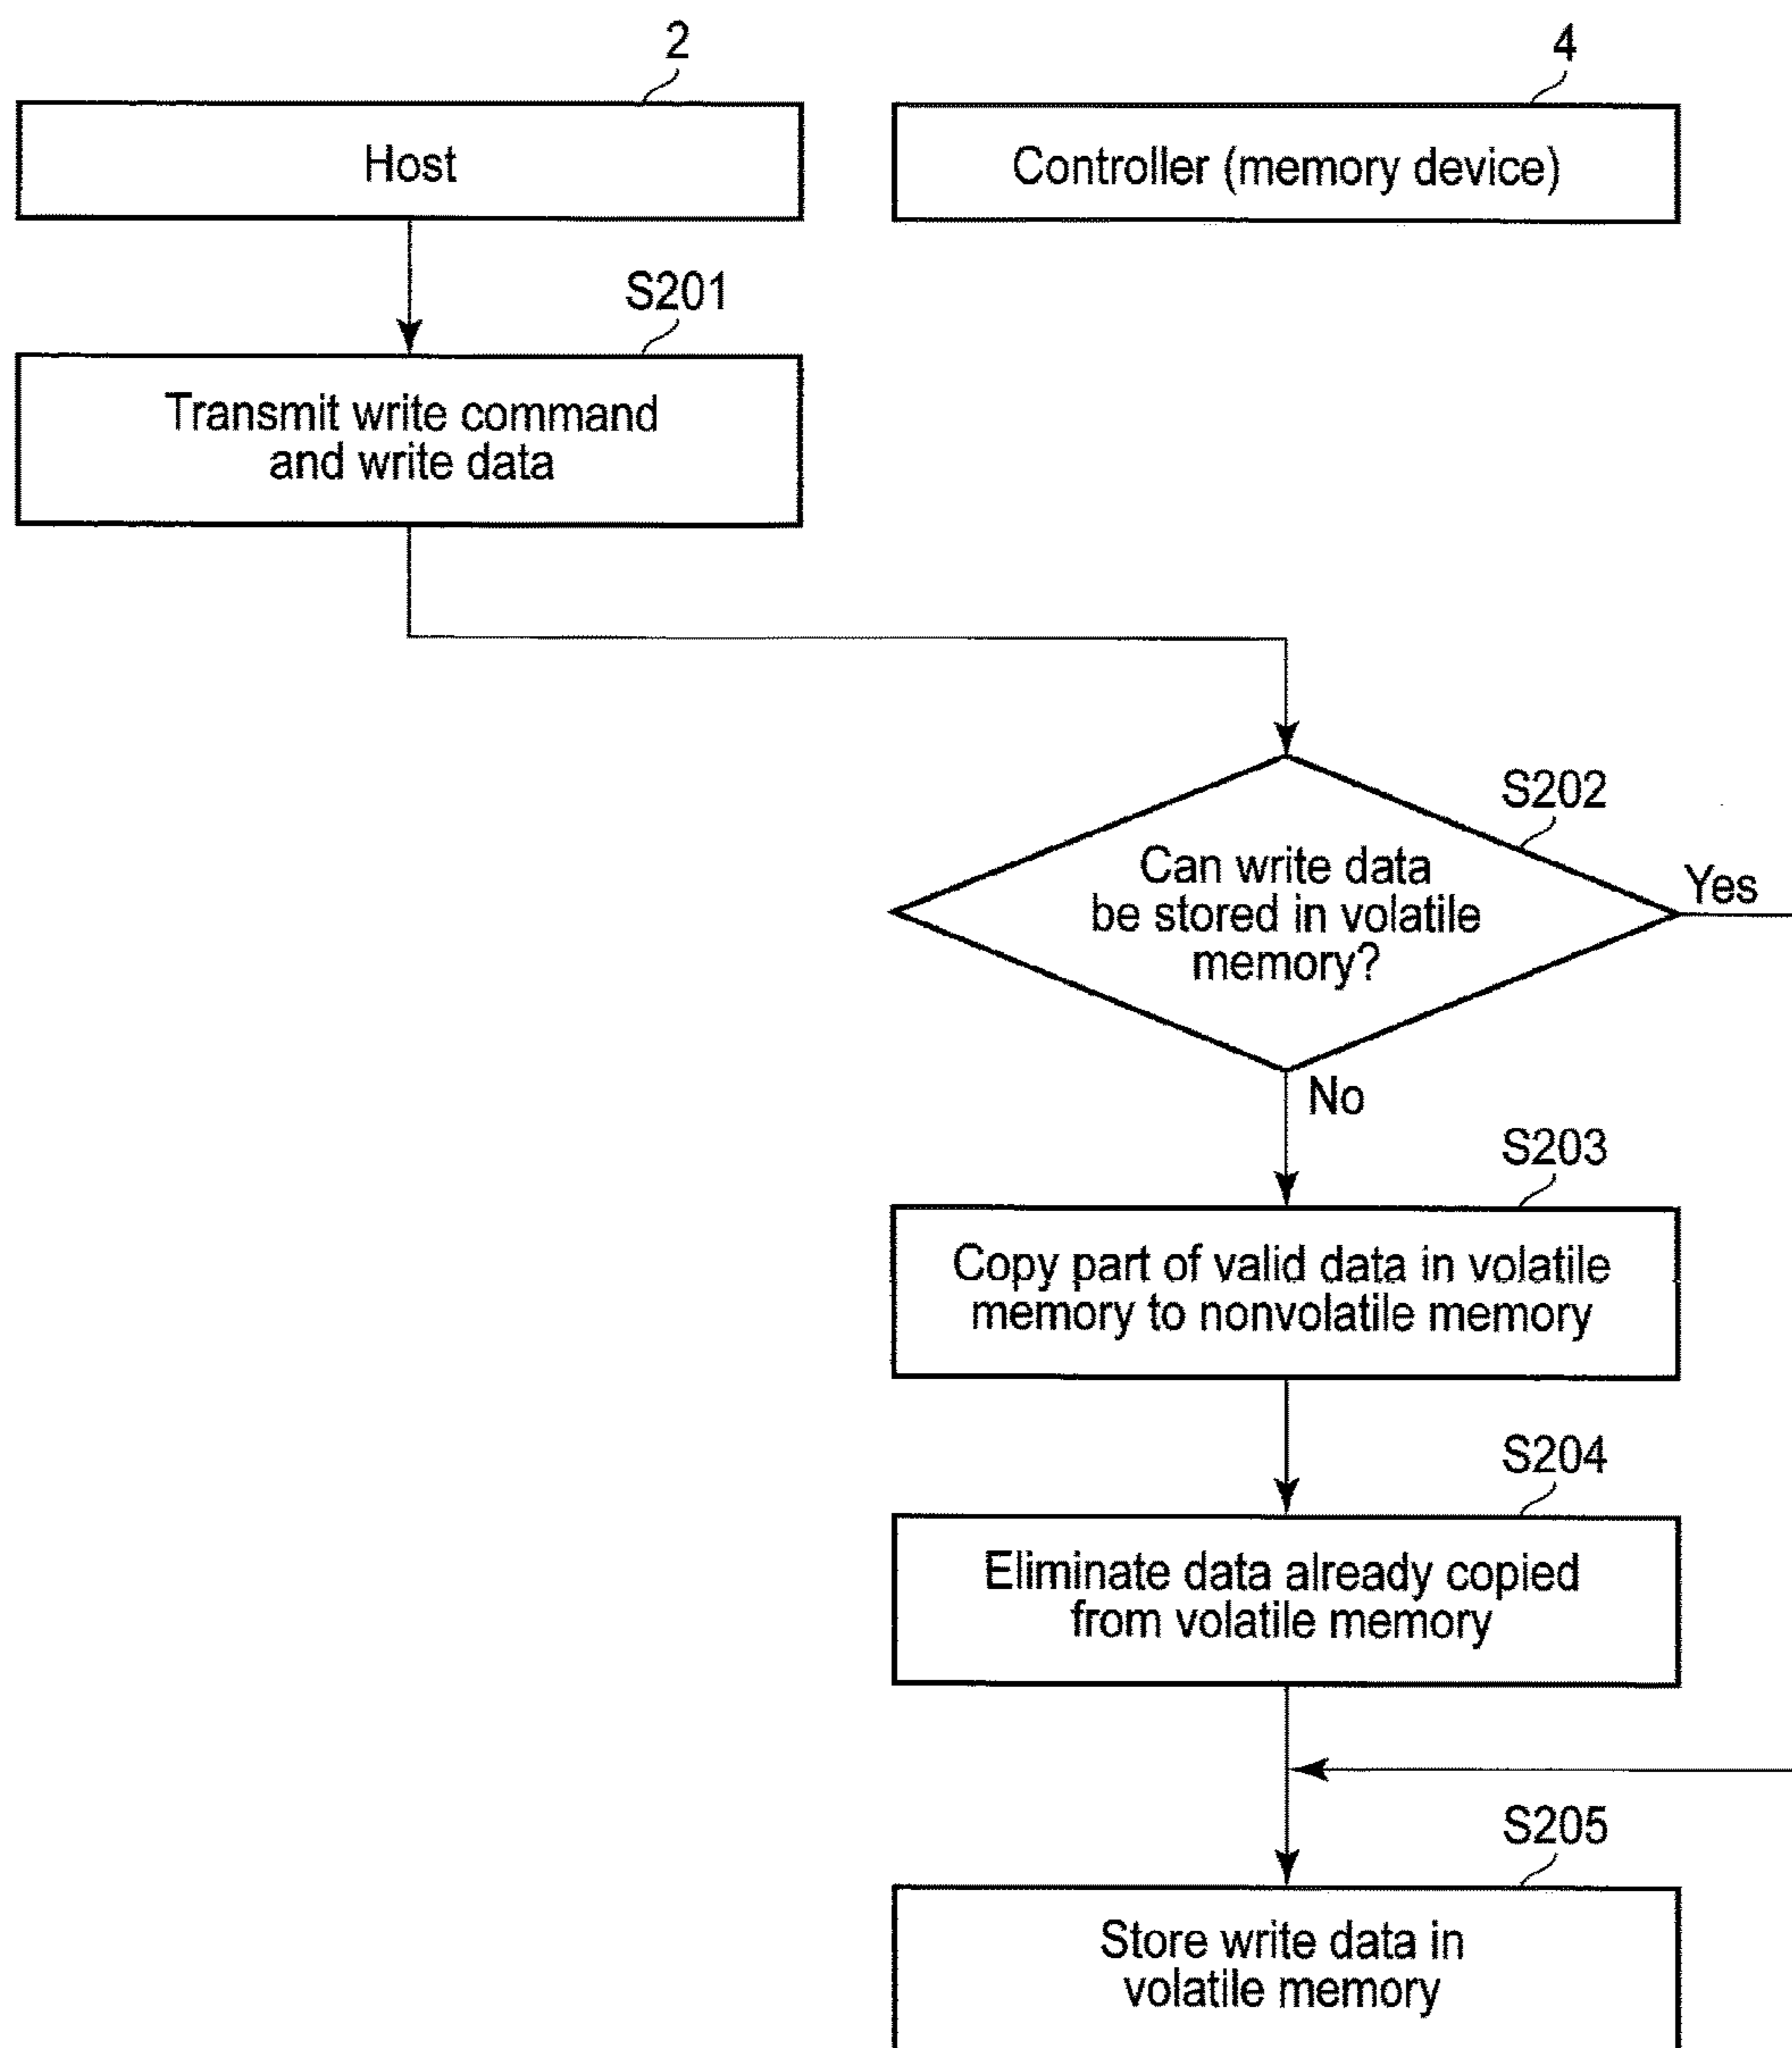 2
Host
4
Controller (memory device)
S201
Transmit write command
and write data
S202
Can write data
be stored in volatile
memory?
Yes
No
S203
Copy part of valid data in volatile
memory to nonvolatile memory
S204
Eliminate data already copied
from volatile memory
S205
Store write data in
volatile memory